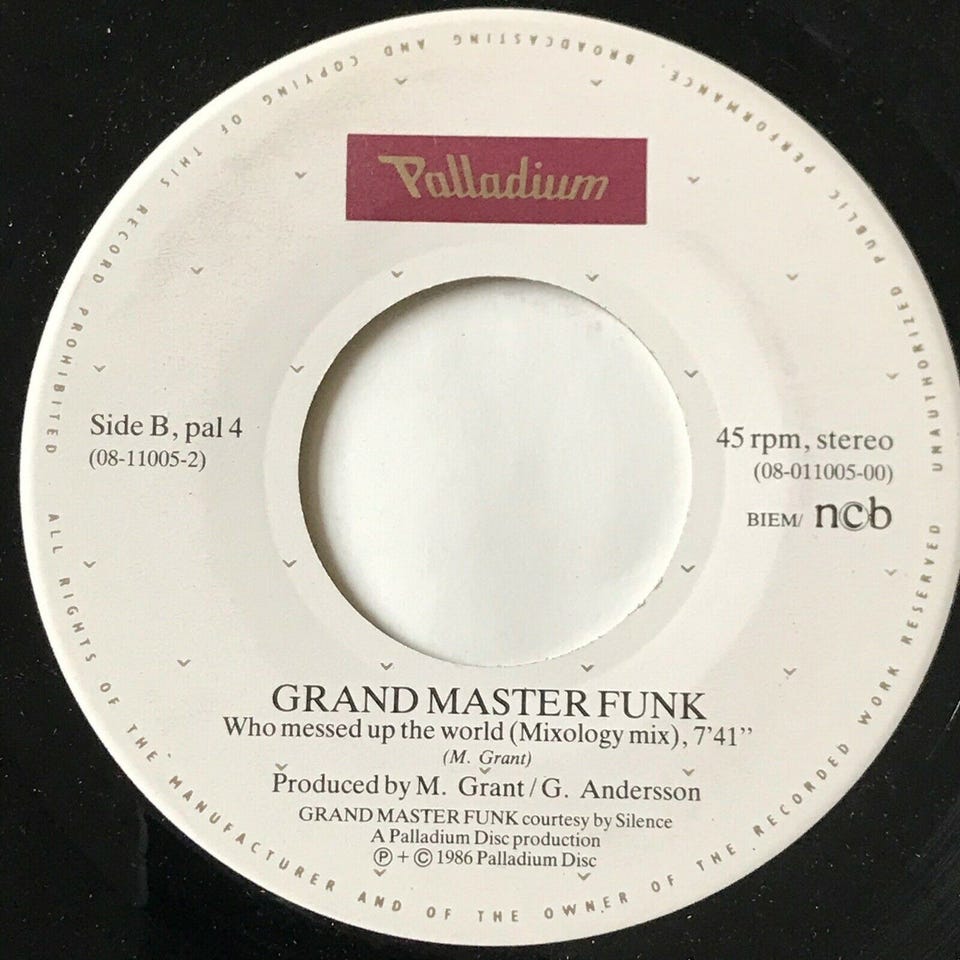 Palladium
Side B, pal 4
(08-11005-2)
45 rpm, stereo
(08-011005-00)
BIEM/ ncb
GRAND MASTER FUNK
Who messed up the world (Mixology mix), 7'41’’
(M. Grant)
Produced by M. Grant / G. Andersson
GRAND MASTER FUNK courtesy by Silence
A Palladium Disc production
Ⓟ + © 1986 Palladium Disc
ALL RIGHTS OF THE MANUFACTURER AND OF THE OWNER OF THE RECORDED WORK RESERVED
UNAUTHORIZED PUBLIC PERFORMANCE, BROADCASTING AND COPYING OF THIS RECORD PROHIBITED